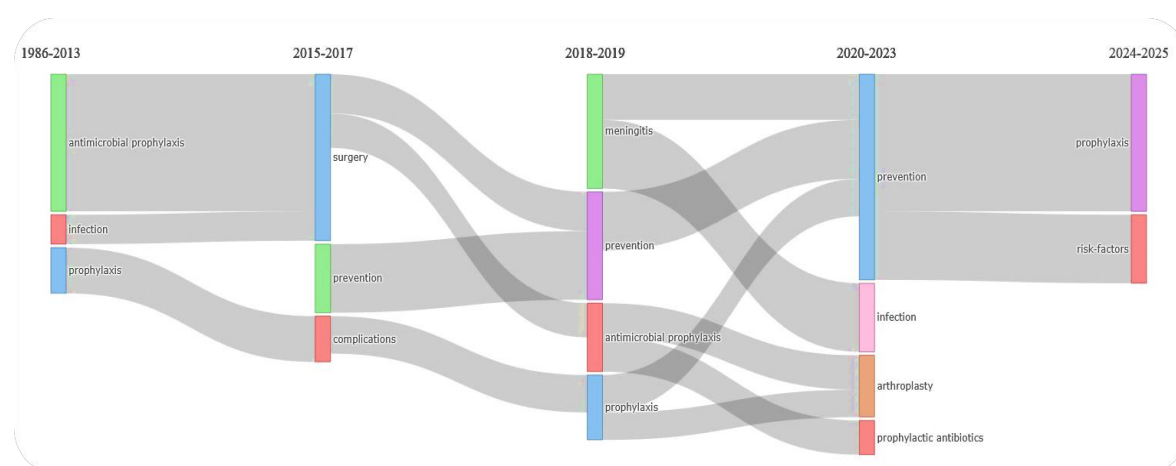 1986-2013
2015-2017
2018-2019
2020-2023
2024-2025
antimicrobial prophylaxis
infection
prophylaxis
surgery
prevention
complications
meningitis
prevention
antimicrobial prophylaxis
prophylaxis
prevention
infection
arthroplasty
prophylactic antibiotics
prophylaxis
risk-factors